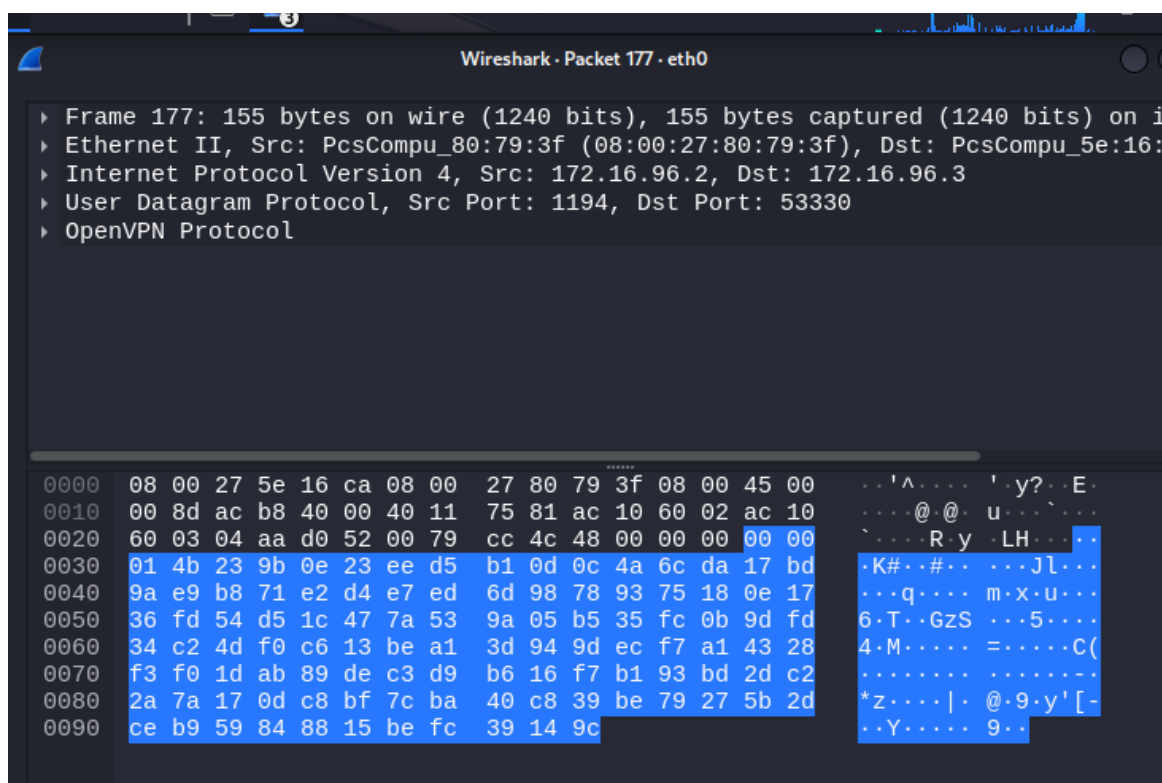 3
Wireshark · Packet 177 · eth0
Frame 177: 155 bytes on wire (1240 bits), 155 bytes captured (1240 bits) on i
Ethernet II, Src: PcsCompu_80:79:3f (08:00:27:80:79:3f), Dst: PcsCompu_5e:16:
Internet Protocol Version 4, Src: 172.16.96.2, Dst: 172.16.96.3
User Datagram Protocol, Src Port: 1194, Dst Port: 53330
OpenVPN Protocol
0000 08 00 27 5e 16 ca 08 00 27 80 79 3f 08 00 45 00 ··'^···· '·y?··E·
0010 00 8d ac b8 40 00 40 11 75 81 ac 10 60 02 ac 10 ····@·@· u···`···
0020 60 03 04 aa d0 52 00 79 cc 4c 48 00 00 00 00 00 `····R·y ·LH·····
0030 01 4b 23 9b 0e 23 ee d5 b1 0d 0c 4a 6c da 17 bd ·K#··#·· ···Jl···
0040 9a e9 b8 71 e2 d4 e7 ed 6d 98 78 93 75 18 0e 17 ···q···· m·x·u···
0050 36 fd 54 d5 1c 47 7a 53 9a 05 b5 35 fc 0b 9d fd 6·T··GzS ···5····
0060 34 c2 4d f0 c6 13 be a1 3d 94 9d ec f7 a1 43 28 4·M····· =·····C(
0070 f3 f0 1d ab 89 de c3 d9 b6 16 f7 b1 93 bd 2d c2 ········ ······-·
0080 2a 7a 17 0d c8 bf 7c ba 40 c8 39 be 79 27 5b 2d *z····|· @·9·y'[-
0090 ce b9 59 84 88 15 be fc 39 14 9c ··Y····· 9··